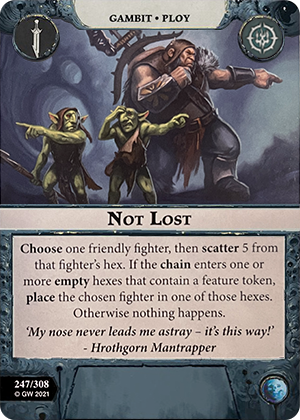 GAMBIT • PLOY
NOT LOST
Choose one friendly fighter, then scatter 5 from
that fighter's hex. If the chain enters one or
more empty hexes that contain a feature token,
place the chosen fighter in one of those hexes.
Otherwise nothing happens.
'My nose never leads me astray – it's this way!'
- Hrothgorn Mantrapper
247/308
© GW 2021